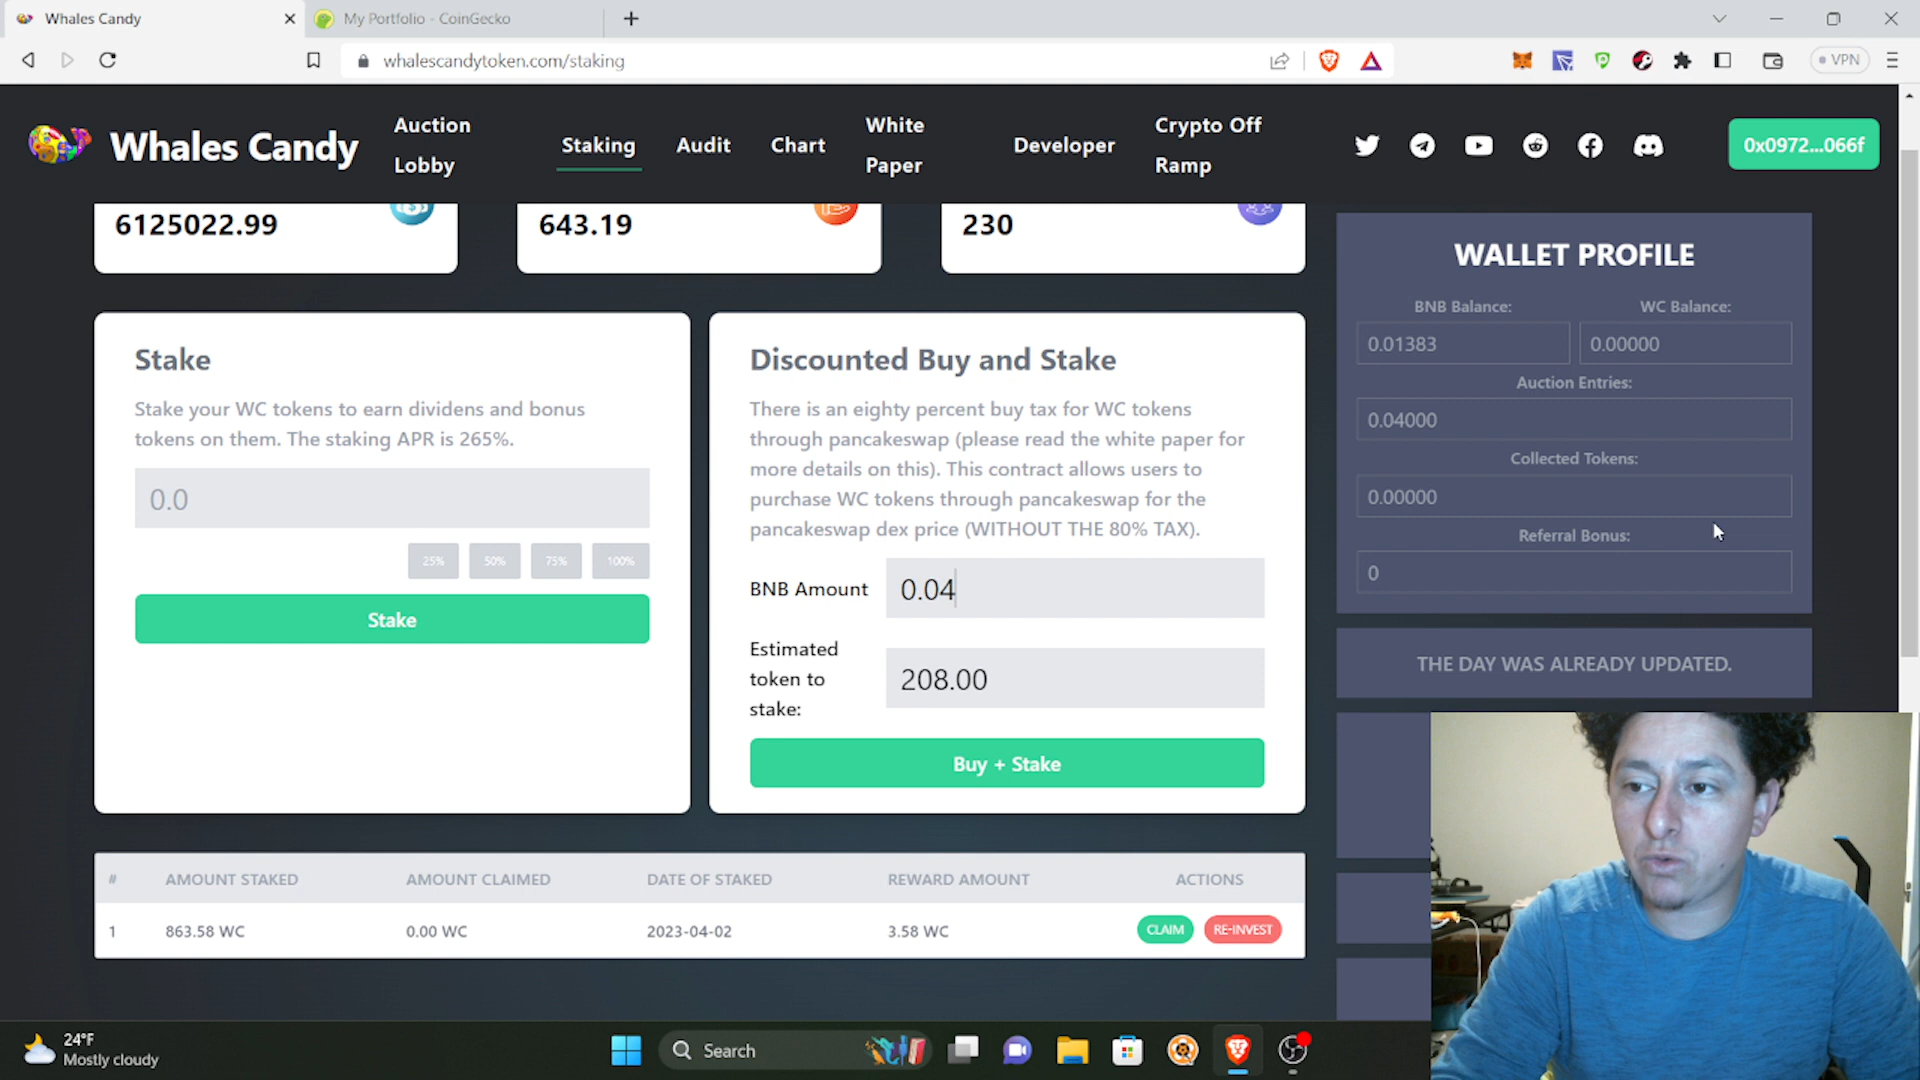 Whales Candy
My Portfolio - CoinGecko
whalescandytoken.com/staking
VPN
Whales Candy
Auction
Lobby
Staking
Audit
Chart
White
Paper
Developer
Crypto Off
Ramp
0x0972...066f
6125022.99
643.19
230
Stake
Stake your WC tokens to earn dividens and bonus
tokens on them. The staking APR is 265%.
0.0
25%
50%
75%
100%
Stake
Discounted Buy and Stake
There is an eighty percent buy tax for WC tokens
through pancakeswap (please read the white paper for
more details on this). This contract allows users to
purchase WC tokens through pancakeswap for the
pancakeswap dex price (WITHOUT THE 80% TAX).
BNB Amount
0.04
Estimated
token to
stake:
208.00
Buy + Stake
WALLET PROFILE
BNB Balance:
WC Balance:
0.01383
0.00000
Auction Entries:
0.04000
Collected Tokens:
0.00000
Referral Bonus:
0
THE DAY WAS ALREADY UPDATED.
# AMOUNT STAKED AMOUNT CLAIMED DATE OF STAKED REWARD AMOUNT ACTIONS
1 863.58 WC 0.00 WC 2023-04-02 3.58 WC CLAIM RE-INVEST
24°F
Mostly cloudy
Search